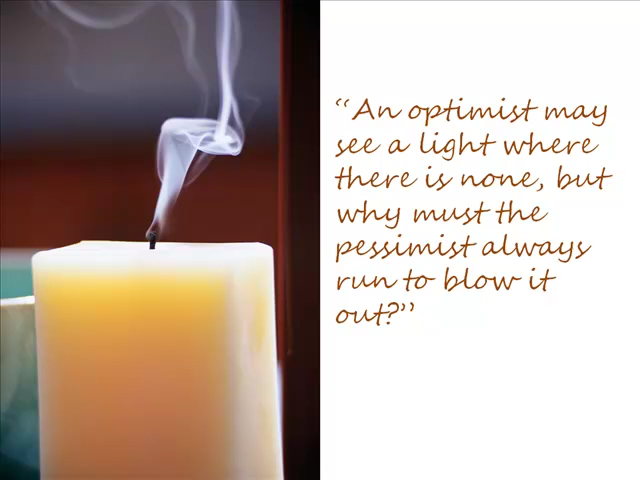 “An optimist may
see a light where
there is none, but
why must the
pessimist always
run to blow it
out?”